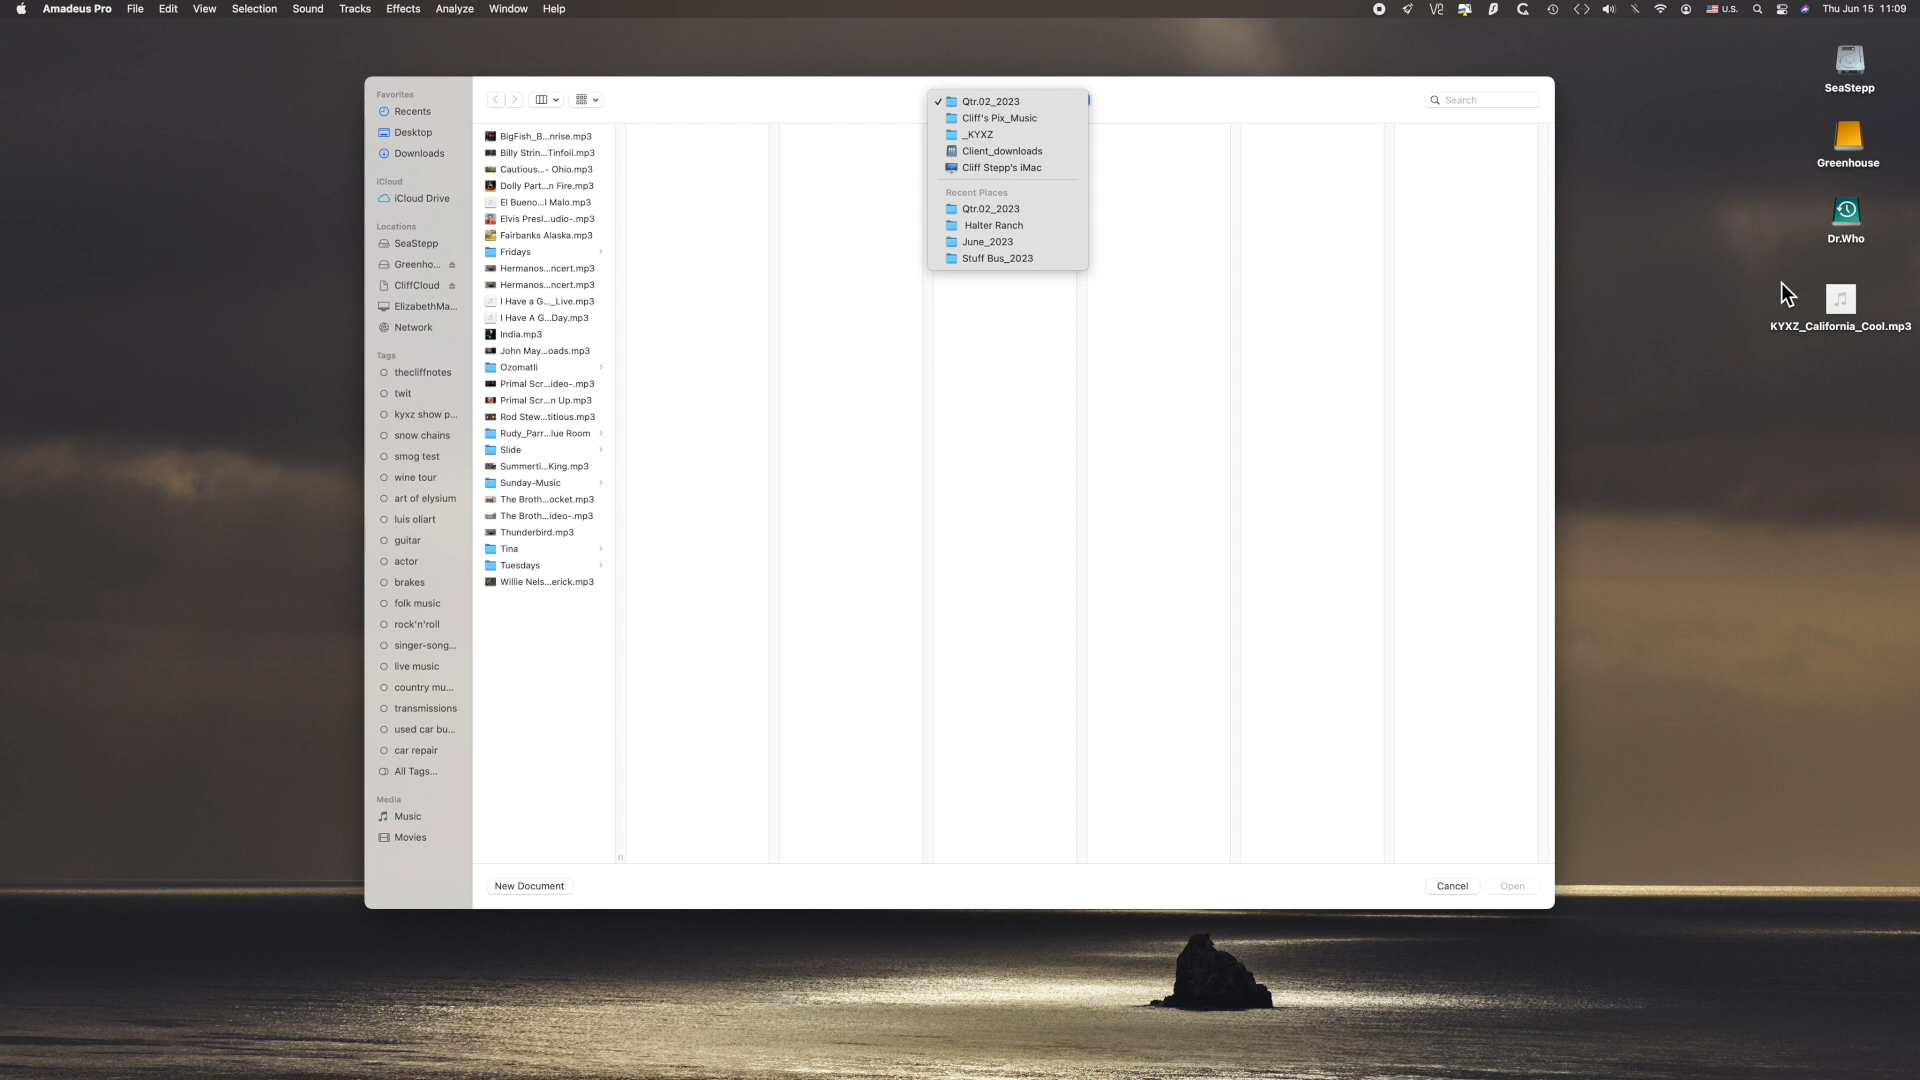 Amadeus Pro File Edit View Selection Sound Tracks Effects Analyze Window Help
U.S. Thu Jun 15 11:09
Favorites
Recents
Desktop
Downloads
iCloud
iCloud Drive
Locations
SeaStepp
Greenho...
CliffCloud
ElizabethMa...
Network
Tags
thecliffnotes
twit
kyxz show p...
snow chains
smog test
wine tour
art of elysium
luis oliart
guitar
actor
brakes
folk music
rock'n'roll
singer-song...
live music
country mu...
transmissions
used car bu...
car repair
All Tags...
Media
Music
Movies
BigFish_B...nrise.mp3
Billy Strin...Tinfoil.mp3
Cautious...- Ohio.mp3
Dolly Part...n Fire.mp3
El Bueno...l Malo.mp3
Elvis Presl...udio-.mp3
Fairbanks Alaska.mp3
Fridays
Hermanos...ncert.mp3
Hermanos...ncert.mp3
I Have a G..._Live.mp3
I Have A G...Day.mp3
India.mp3
John May...oads.mp3
Ozomatli
Primal Scr...ideo-.mp3
Primal Scr...n Up.mp3
Rod Stew...titious.mp3
Rudy_Parr...lue Room
Slide
Summerti...King.mp3
Sunday-Music
The Broth...ocket.mp3
The Broth...ideo-.mp3
Thunderbird.mp3
Tina
Tuesdays
Willie Nels...erick.mp3
Qtr.02_2023
Cliff's Pix_Music
_KYXZ
Client_downloads
Cliff Stepp's iMac
Recent Places
Qtr.02_2023
Halter Ranch
June_2023
Stuff Bus_2023
Search
New Document
Cancel
Open
SeaStepp
Greenhouse
Dr.Who
KYXZ_California_Cool.mp3